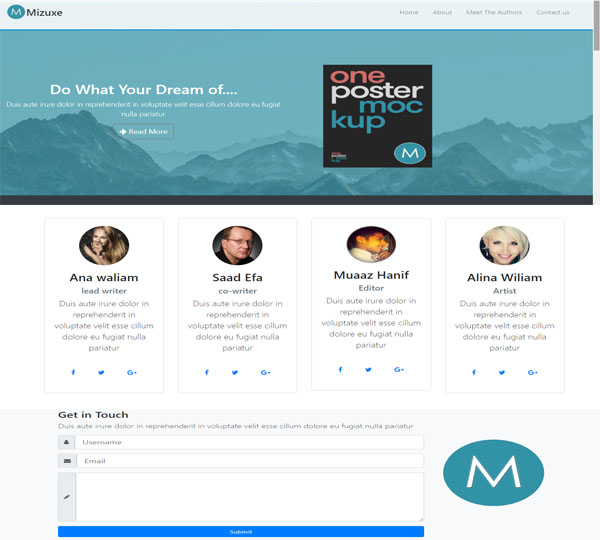 M Mizuxe
Home About Meet The Authors Contact us
Do What Your Dream of....
Duis aute irure dolor in reprehenderit in voluptate velit esse cillum dolore eu fugiat
nulla pariatur
Read More
one
poster
moc
kup
one
poster
M
Ana waliam
lead writer
Duis aute irure dolor in
reprehenderit in
voluptate velit esse cillum
dolore eu fugiat nulla
pariatur
f G+
Saad Efa
co-writer
Duis aute irure dolor in
reprehenderit in
voluptate velit esse cillum
dolore eu fugiat nulla
pariatur
f G+
Muaaz Hanif
Editor
Duis aute irure dolor in
reprehenderit in
voluptate velit esse cillum
dolore eu fugiat nulla
pariatur
f G+
Alina Wiliam
Artist
Duis aute irure dolor in
reprehenderit in
voluptate velit esse cillum
dolore eu fugiat nulla
pariatur
f G+
Get in Touch
Duis aute irure dolor in reprehenderit in voluptate velit esse cillum dolore eu fugiat nulla pariatur
Username
Email
Submit
M